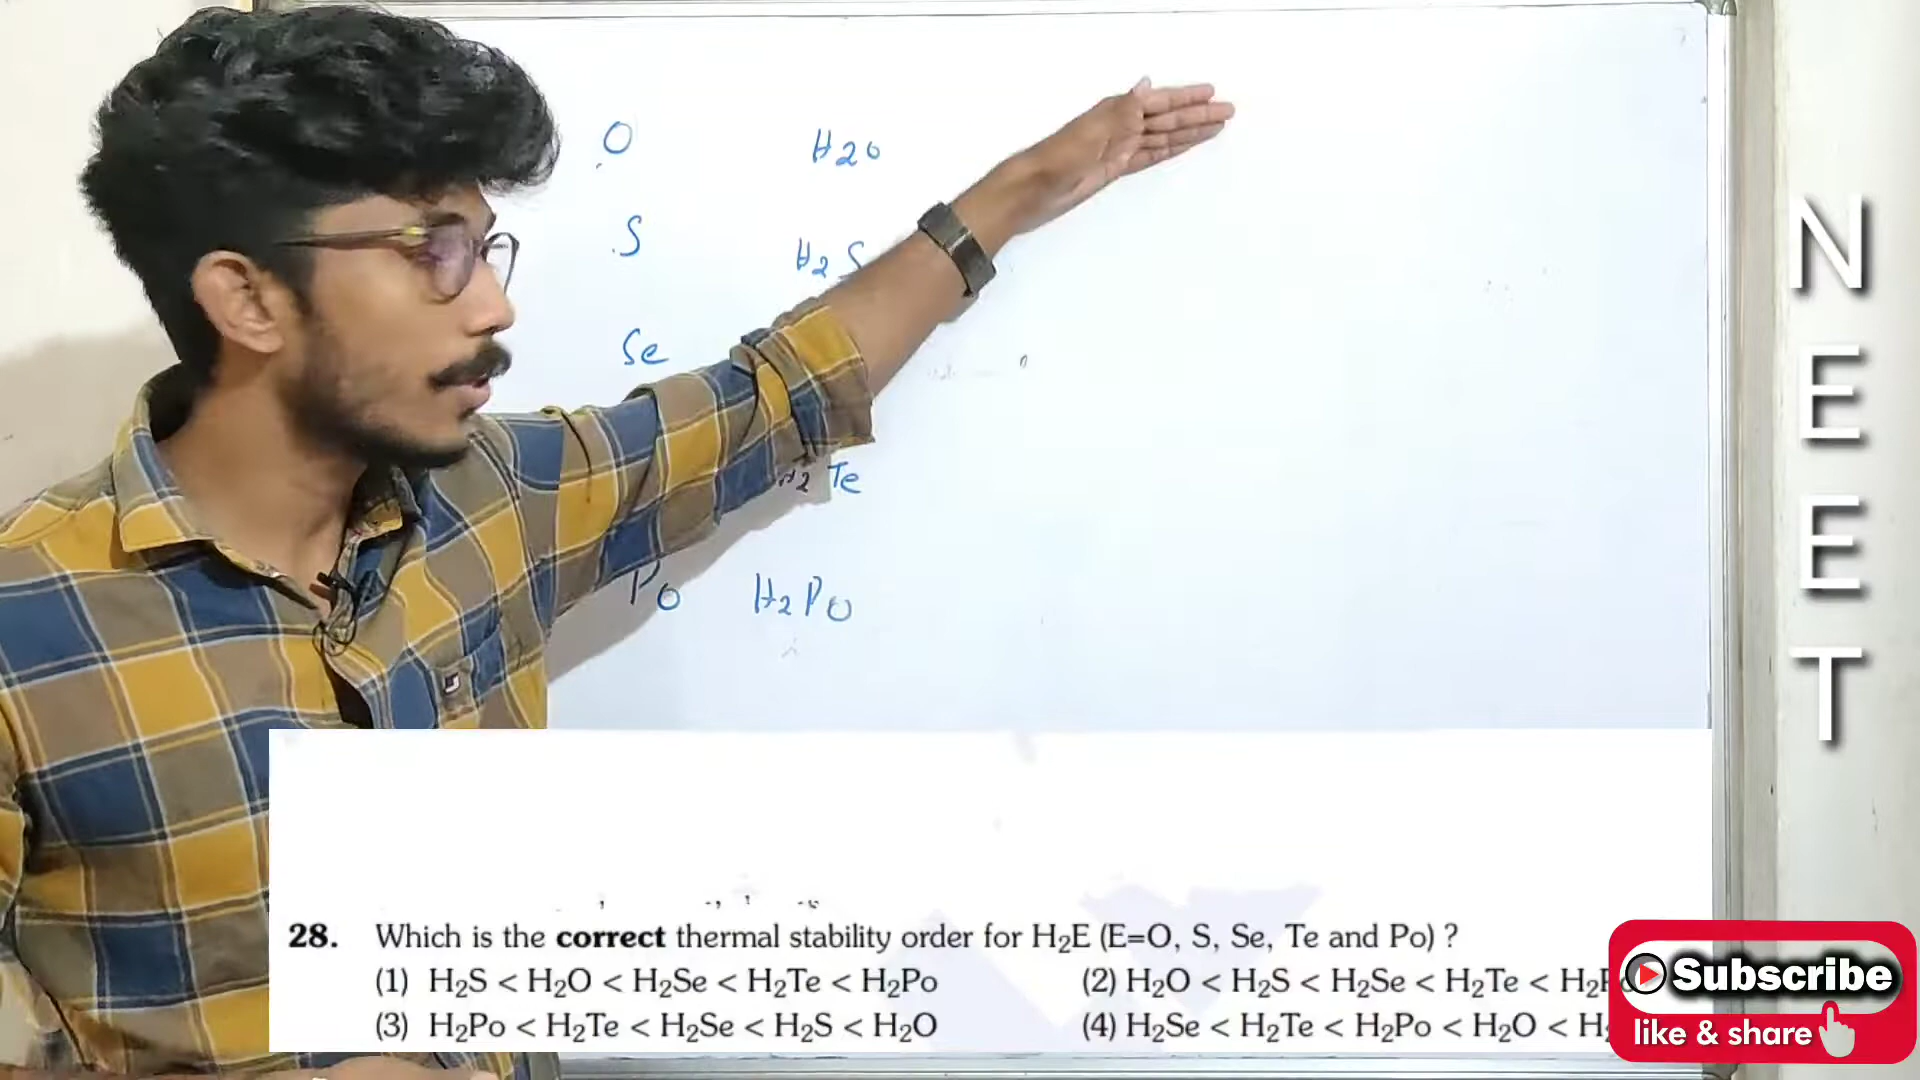 O H2O
S H2S
Se
H2Te
Po H2Po
N
E
E
T
28. Which is the correct thermal stability order for H₂E (E=O, S, Se, Te and Po) ?
(1) H₂S < H₂O < H₂Se < H₂Te < H₂Po (2) H₂O < H₂S < H₂Se < H₂Te <
(3) H₂Po < H₂Te < H₂Se < H₂S < H₂O (4) H₂Se < H₂Te < H₂Po < H₂O <
Subscribe
like & share